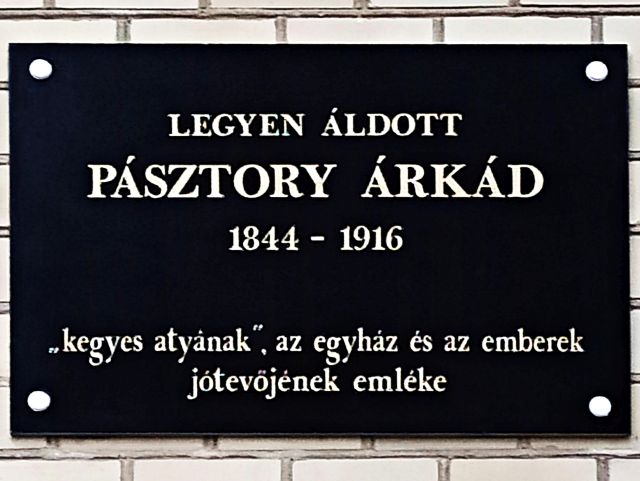 LEGYEN ÁLDOTT
PÁSZTORY ÁRKÁD
1844 - 1916
„kegyes atyának”, az egyház és az emberek
jótevőjének emléke